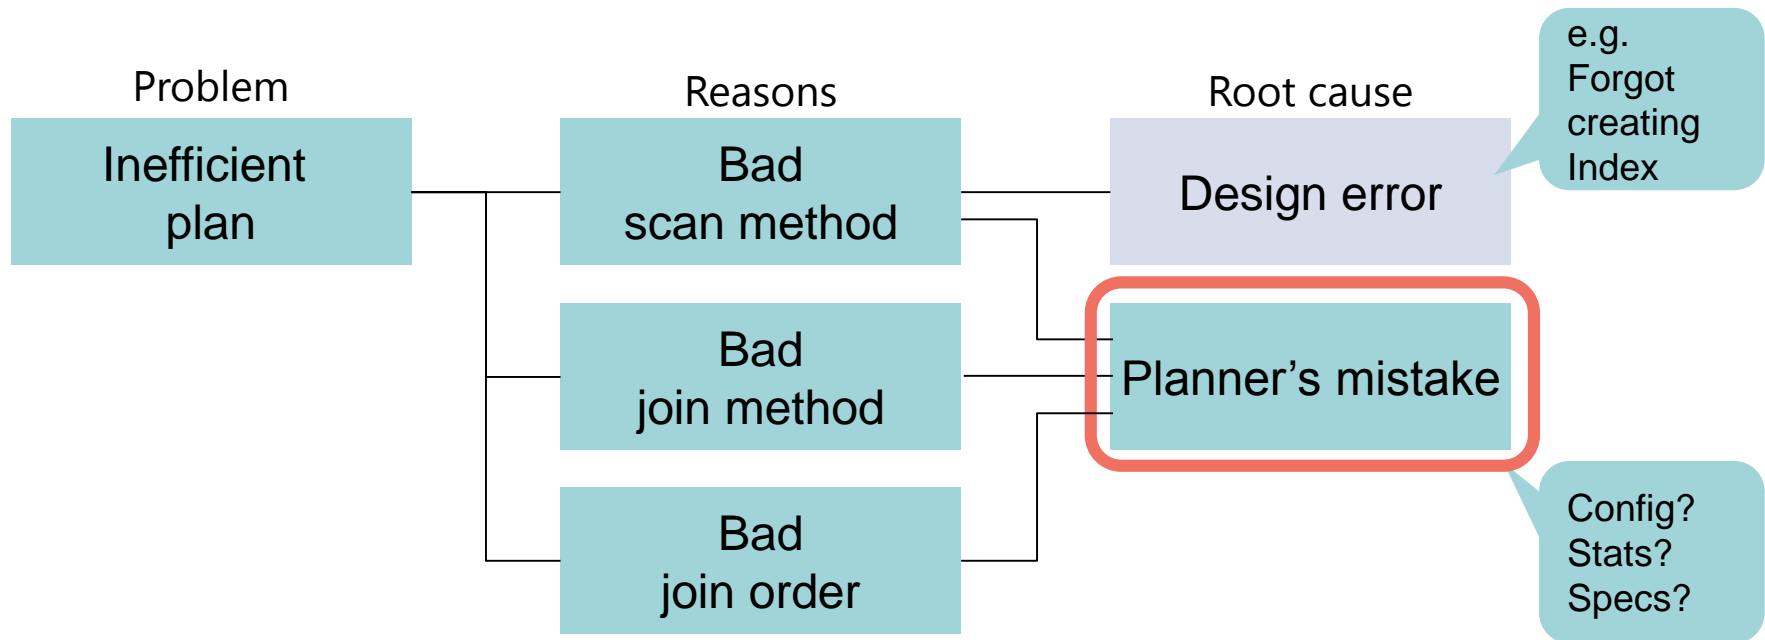 Problem
Inefficient
plan
Reasons
Bad
scan method
Bad
join method
Bad
join order
Root cause
Design error
Planner’s mistake
e.g.
Forgot
creating
Index
Config?
Stats?
Specs?